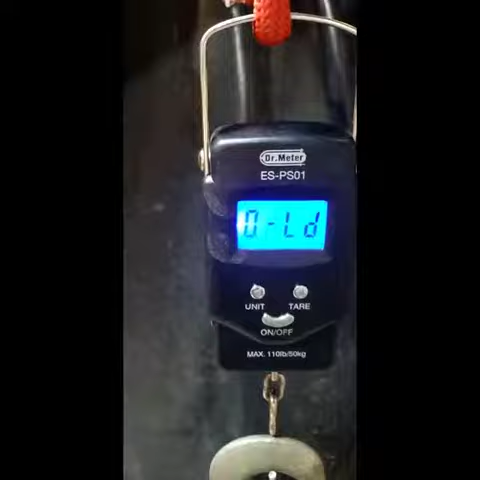 Dr.Meter
ES-PS01
0-Ld
UNIT TARE
ON/OFF
MAX. 110lb/50kg